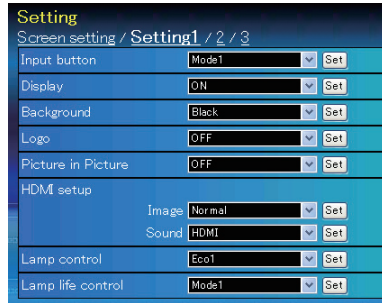 Setting
Screen setting / Setting1 / 2 / 3
Input button Mode1 Set
Display ON Set
Background Black Set
Logo OFF Set
Picture in Picture OFF Set
HDMI setup
Image Normal Set
Sound HDMI Set
Lamp control Eco1 Set
Lamp life control Mode1 Set